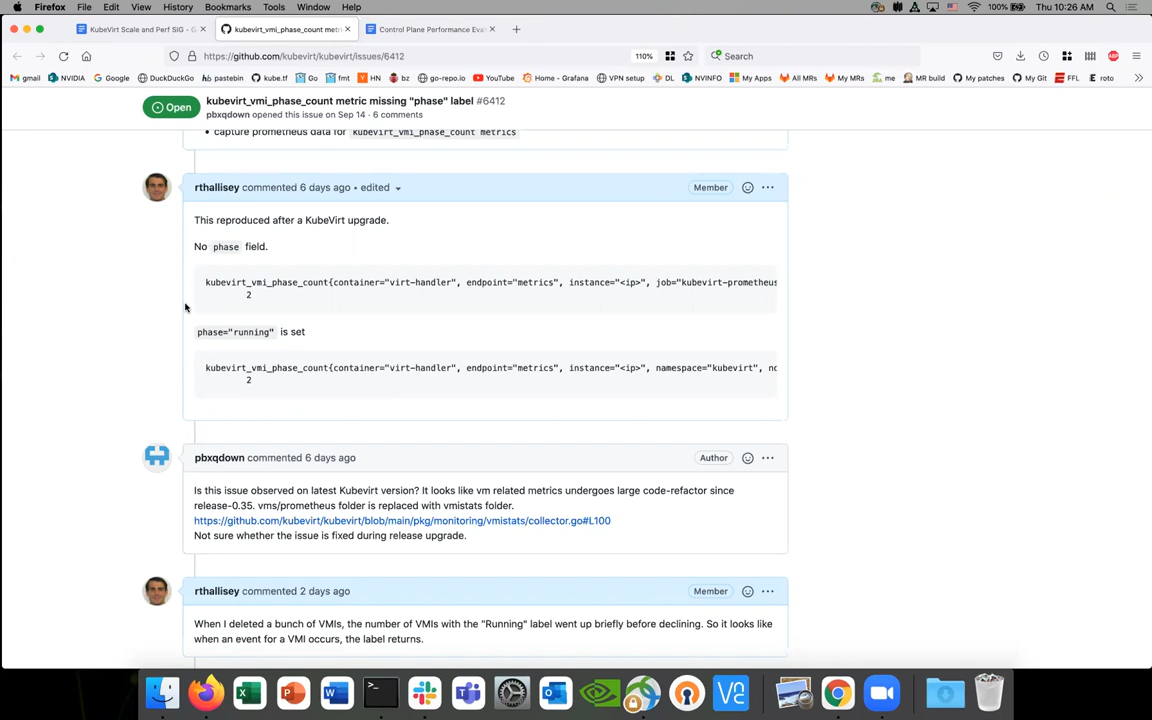 Firefox File Edit View History Bookmarks Tools Window Help 100% Thu 10:26 AM
KubeVirt Scale and Perf SIG - G kubevirt_vmi_phase_count metri Control Plane Performance Eva
https://github.com/kubevirt/kubevirt/issues/6412 110% Search
gmail NVIDIA Google DuckDuckGo pastebin kube.tf Go fmt HN bz go-repo.io YouTube Home - Grafana VPN setup DL NVINFO My Apps All MRs My MRs me MR build My patches My Git FFL roto
Open kubevirt_vmi_phase_count metric missing "phase" label #6412
pbxqdown opened this issue on Sep 14 · 6 comments
• capture prometheus data for kubevirt_vmi_phase_count metrics
rthallisey commented 6 days ago • edited Member
This reproduced after a KubeVirt upgrade.
No phase field.
kubevirt_vmi_phase_count{container="virt-handler", endpoint="metrics", instance="<ip>", job="kubevirt-prometheus
2
phase="running" is set
kubevirt_vmi_phase_count{container="virt-handler", endpoint="metrics", instance="<ip>", namespace="kubevirt", no
2
pbxqdown commented 6 days ago Author
Is this issue observed on latest Kubevirt version? It looks like vm related metrics undergoes large code-refactor since
release-0.35. vms/prometheus folder is replaced with vmistats folder.
https://github.com/kubevirt/kubevirt/blob/main/pkg/monitoring/vmistats/collector.go#L100
Not sure whether the issue is fixed during release upgrade.
rthallisey commented 2 days ago Member
When I deleted a bunch of VMIs, the number of VMIs with the "Running" label went up briefly before declining. So it looks like
when an event for a VMI occurs, the label returns.